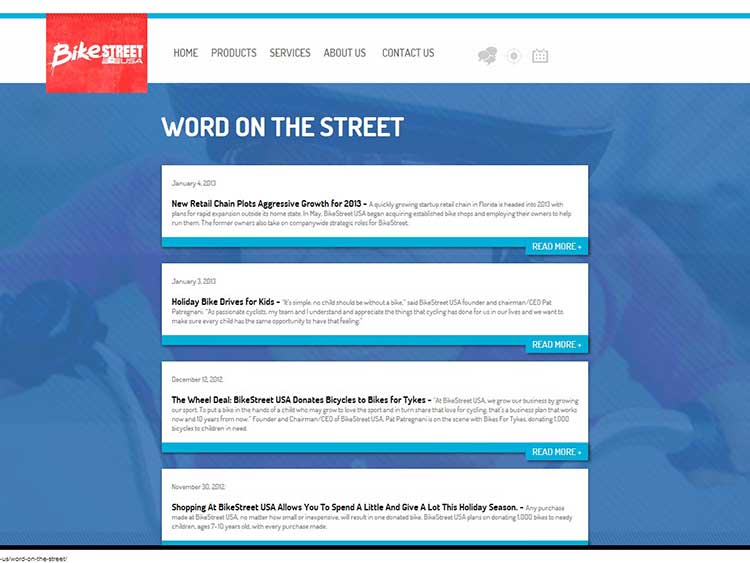 BikeSTREET
USA
HOME PRODUCTS SERVICES ABOUT US CONTACT US
WORD ON THE STREET
January 4, 2013
New Retail Chain Plots Aggressive Growth for 2013 - A quickly growing startup retail chain in Florida is headed into 2013 with
plans for rapid expansion outside its home state. In May, BikeStreet USA began acquiring established bike shops and employing their owners to help
run them. The former owners also take on companywide strategic roles for BikeStreet.
READ MORE +
January 3, 2013
Holiday Bike Drives for Kids - "It's simple, no child should be without a bike," said BikeStreet USA founder and chairman/CEO Pat
Patregnani. "As passionate cyclists, my team and I understand and appreciate the things that cycling has done for us in our lives and we want to
make sure every child has the same opportunity to have that feeling."
READ MORE +
December 12, 2012
The Wheel Deal: BikeStreet USA Donates Bicycles to Bikes for Tykes - "At BikeStreet USA, we grow our business by growing
our sport. To put a bike in the hands of a child who may grow to love the sport and in turn share that love for cycling, that's a business plan that works
now and 10 years from now." Founder and Chairman/CEO of BikeStreet USA, Pat Patregnani is on the scene with Bikes For Tykes, donating 1,000
bicycles to children in need.
READ MORE +
November 30, 2012
Shopping At BikeStreet USA Allows You To Spend A Little And Give A Lot This Holiday Season. - Any purchase
made at BikeStreet USA, no matter how small or inexpensive, will result in one donated bike. BikeStreet USA plans on donating 1,000 bikes to needy
children, ages 7-10 years old, with every purchase made.
-us/word-on-the-street/